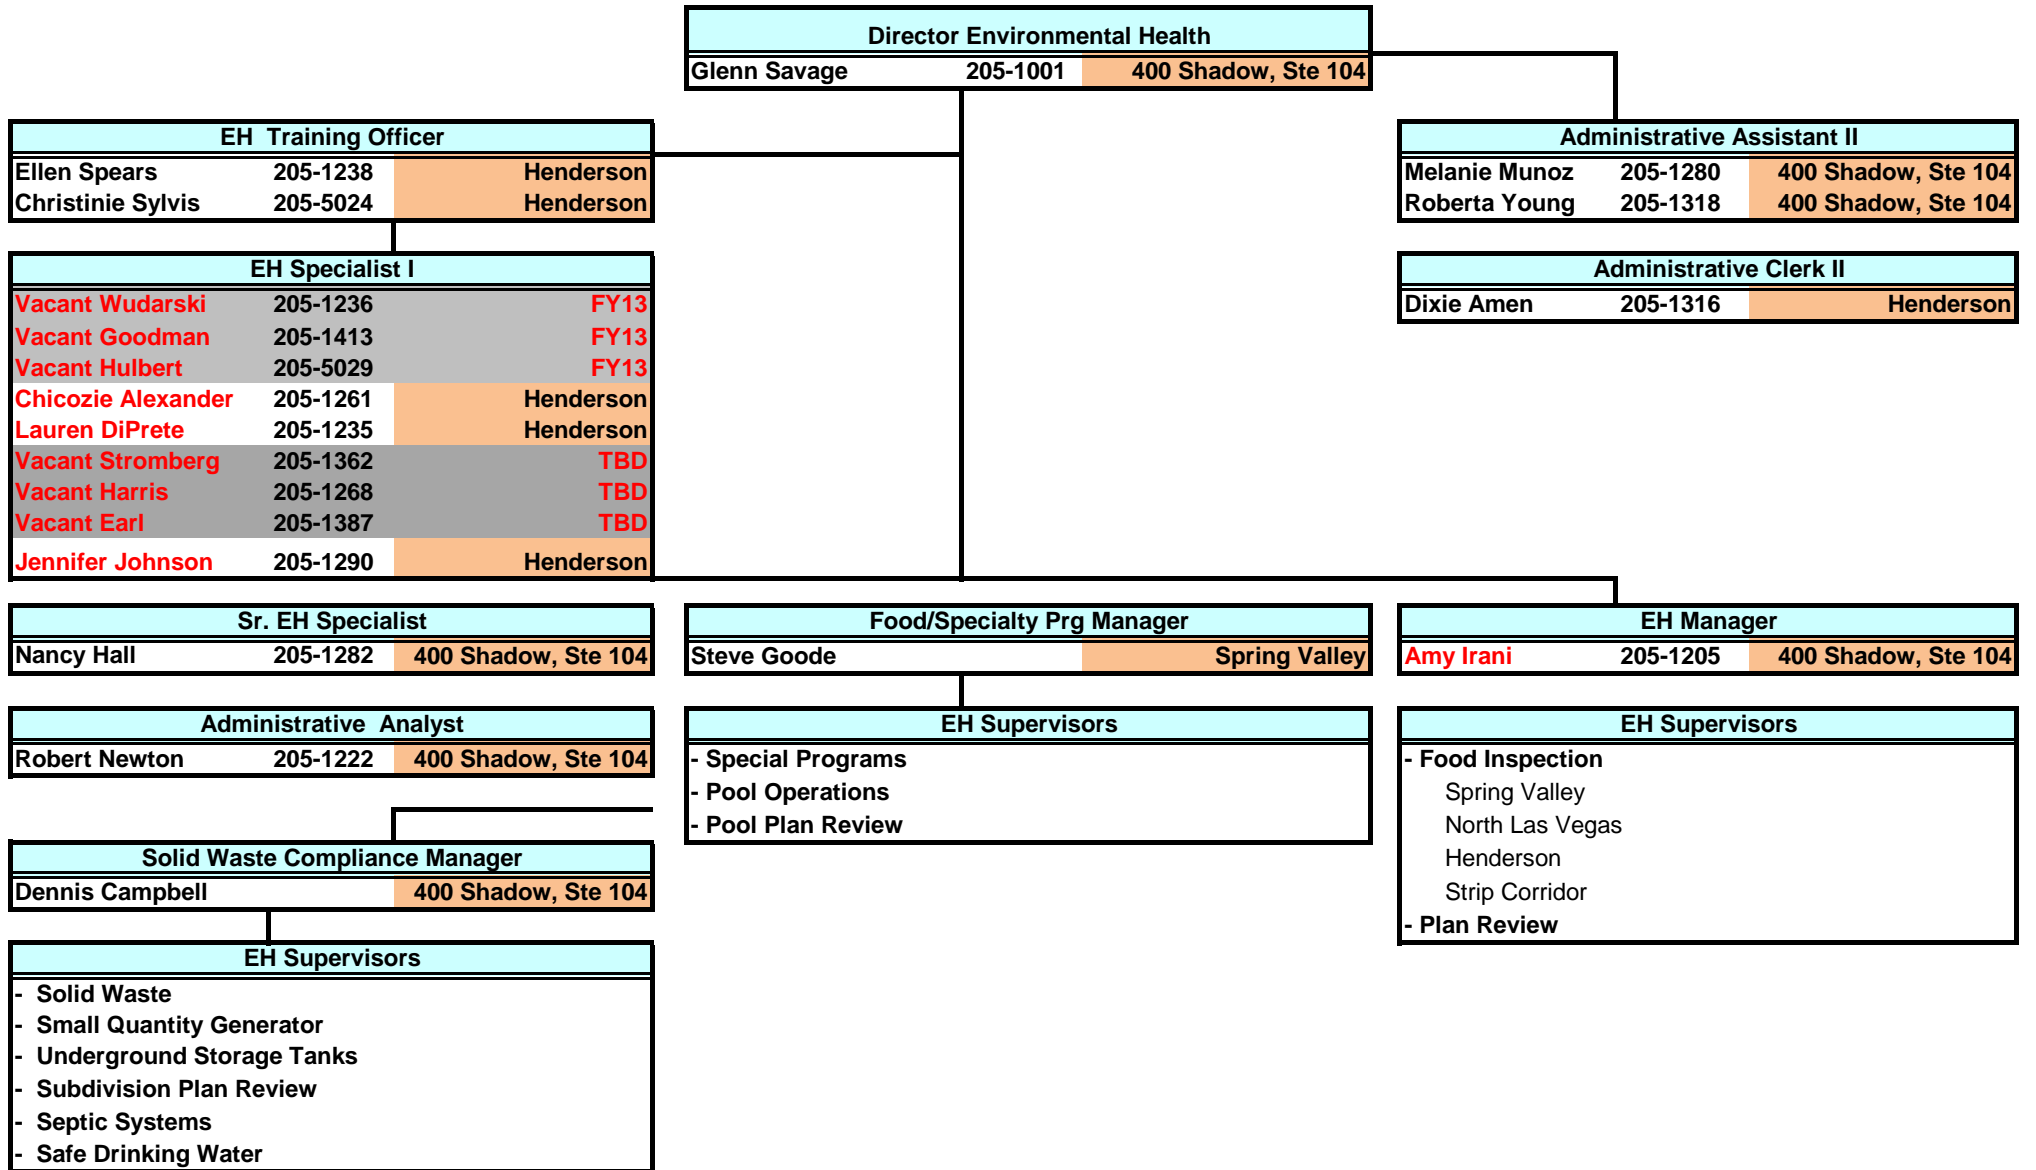 Director Environmental Health
Glenn Savage 205-1001 400 Shadow, Ste 104
EH Training Officer
Ellen Spears 205-1238 Henderson
Christinie Sylvis 205-5024 Henderson
Administrative Assistant II
Melanie Munoz 205-1280 400 Shadow, Ste 104
Roberta Young 205-1318 400 Shadow, Ste 104
EH Specialist I
Vacant Wudarski 205-1236 FY13
Vacant Goodman 205-1413 FY13
Vacant Hulbert 205-5029 FY13
Chicozie Alexander 205-1261 Henderson
Lauren DiPrete 205-1235 Henderson
Vacant Stromberg 205-1362 TBD
Vacant Harris 205-1268 TBD
Vacant Earl 205-1387 TBD
Jennifer Johnson 205-1290 Henderson
Administrative Clerk II
Dixie Amen 205-1316 Henderson
Sr. EH Specialist
Nancy Hall 205-1282 400 Shadow, Ste 104
Food/Specialty Prg Manager
Steve Goode Spring Valley
EH Manager
Amy Irani 205-1205 400 Shadow, Ste 104
Administrative Analyst
Robert Newton 205-1222 400 Shadow, Ste 104
EH Supervisors
- Special Programs
- Pool Operations
- Pool Plan Review
EH Supervisors
- Food Inspection
Spring Valley
North Las Vegas
Henderson
Strip Corridor
- Plan Review
Solid Waste Compliance Manager
Dennis Campbell 400 Shadow, Ste 104
EH Supervisors
- Solid Waste
- Small Quantity Generator
- Underground Storage Tanks
- Subdivision Plan Review
- Septic Systems
- Safe Drinking Water